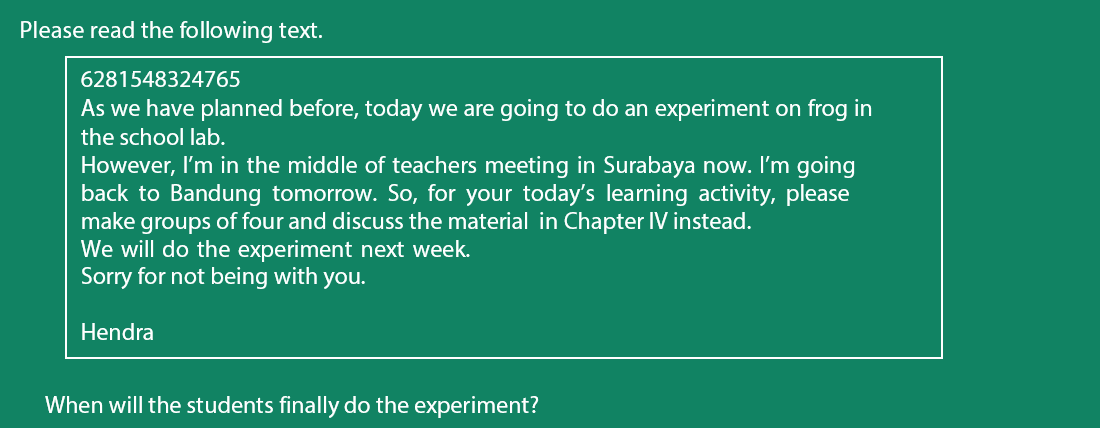 Please read the following text.
6281548324765
As we have planned before, today we are going to do an experiment on frog in
the school lab.
However, I’m in the middle of teachers meeting in Surabaya now. I’m going
back to Bandung tomorrow. So, for your today’s learning activity, please
make groups of four and discuss the material in Chapter IV instead.
We will do the experiment next week.
Sorry for not being with you.
Hendra
When will the students finally do the experiment?